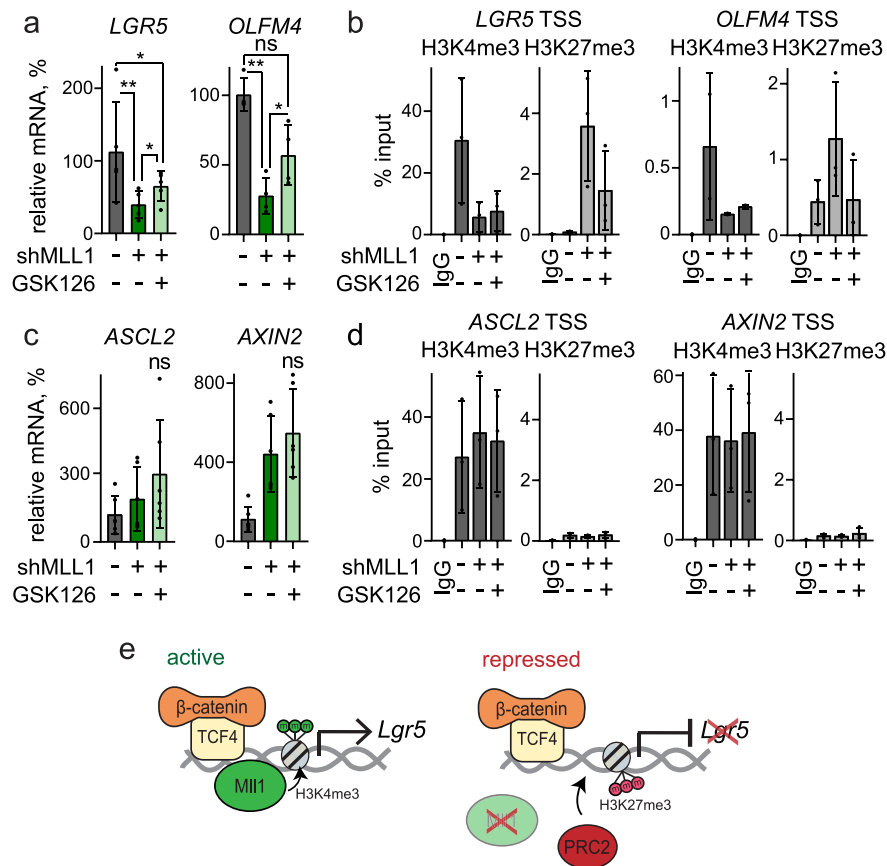 a
LGR5
OLFM4
relative mRNA, %
200
100
0
*
**
*
100
50
0
ns
**
*
shMLL1 - + + - + +
GSK126 - - + - - +
b
LGR5 TSS
OLFM4 TSS
H3K4me3 H3K27me3
H3K4me3 H3K27me3
% input
60
40
20
0
4
2
0
1
0.5
0
2
1
0
shMLL1 IgG - + + IgG - + + IgG - + + IgG - + +
GSK126 - - + - - + - - + - - +
c
ASCL2
AXIN2
ns
ns
relative mRNA, %
600
300
0
800
400
0
shMLL1 - + + - + +
GSK126 - - + - - +
d
ASCL2 TSS
AXIN2 TSS
H3K4me3 H3K27me3
H3K4me3 H3K27me3
% input
60
40
20
0
4
2
0
60
40
20
0
4
2
0
shMLL1 IgG - + + IgG - + + IgG - + + IgG - + +
GSK126 - - + - - + - - + - - +
e
active
β-catenin
TCF4
m m m
Lgr5
Mll1
H3K4me3
repressed
β-catenin
TCF4
Lgr5
m m m
H3K27me3
PRC2